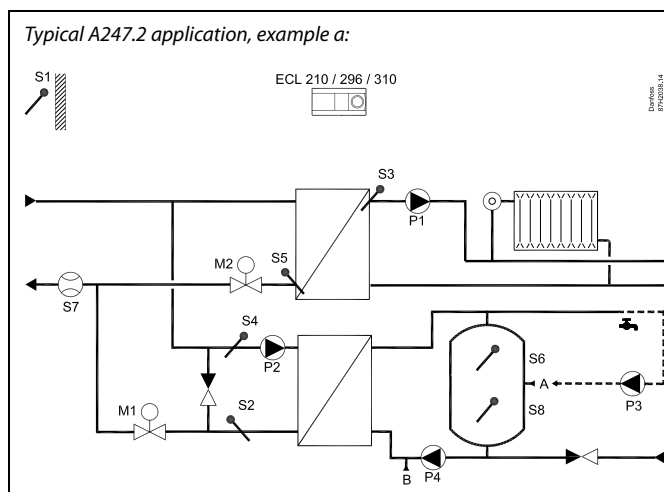 Typical A247.2 application, example a:
S1
ECL 210 / 296 / 310
Danfoss
87H2038.14
S3
P1
S5
M2
S7
S4
P2
S6
A
S8
P3
M1
S2
B
P4